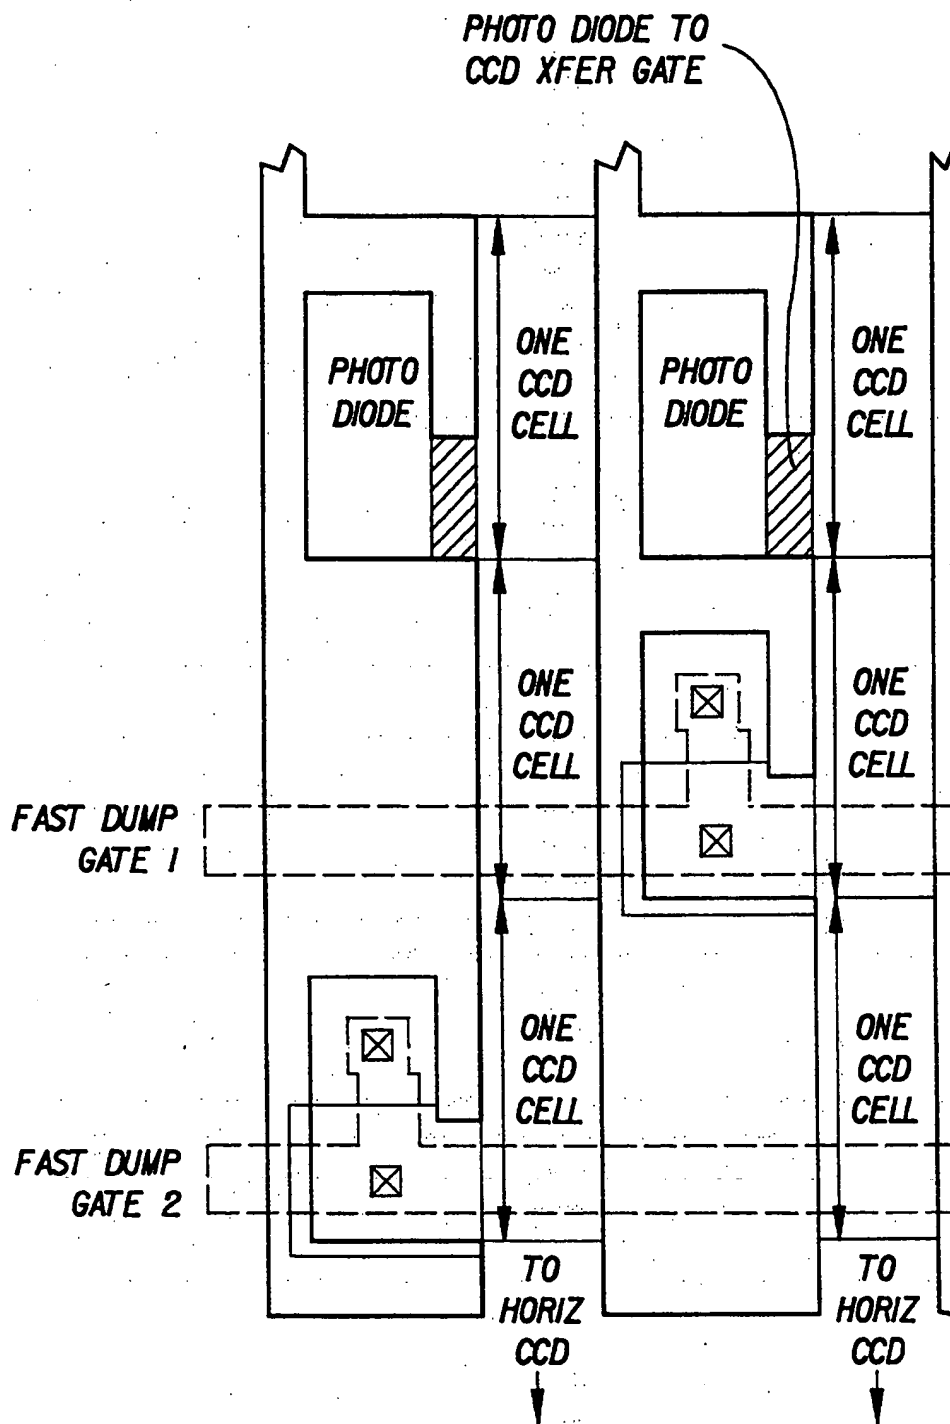 PHOTO DIODE TO
CCD XFER GATE
ONE
CCD
CELL
PHOTO
DIODE
ONE
CCD
CELL
PHOTO
DIODE
ONE
CCD
CELL
ONE
CCD
CELL
FAST DUMP
GATE 1
ONE
CCD
CELL
ONE
CCD
CELL
FAST DUMP
GATE 2
TO
HORIZ
CCD
TO
HORIZ
CCD